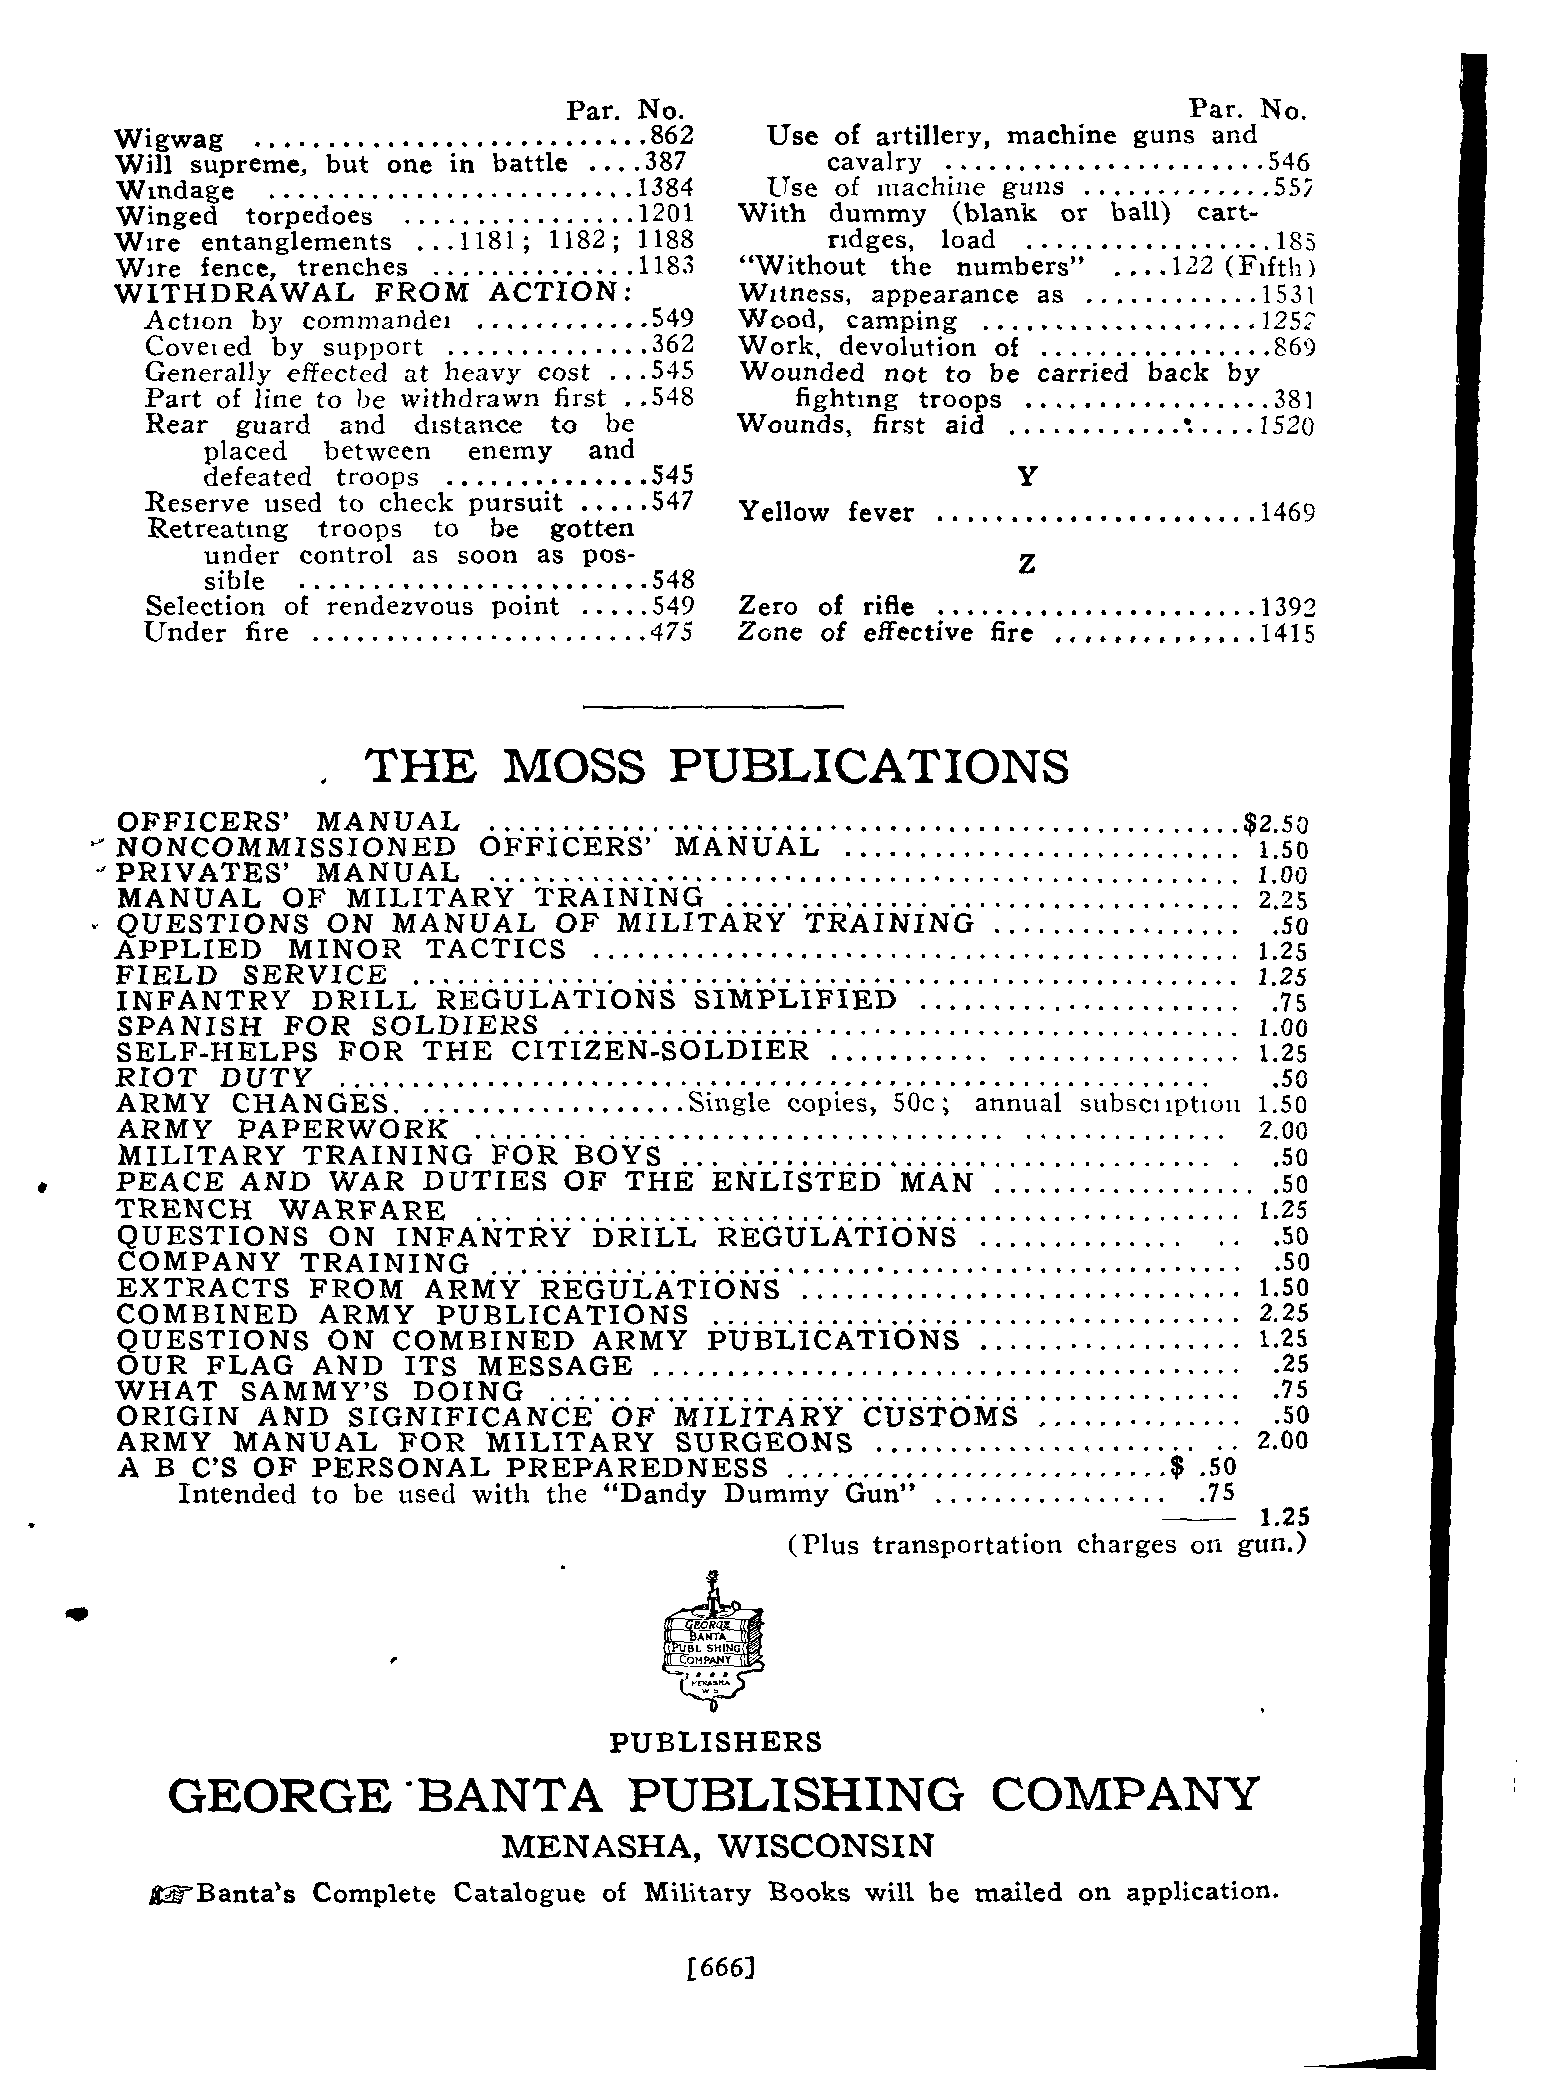 Par. No.
Wigwag ...........................862
Will supreme, but one in battle ....387
Windage .........................1384
Winged torpedoes ................1201
Wire entanglements ...1181; 1182; 1188
Wire fence, trenches ..............1183
WITHDRAWAL FROM ACTION:
Action by commander ............549
Covered by support ..............362
Generally effected at heavy cost ...545
Part of line to be withdrawn first ..548
Rear guard and distance to be
placed between enemy and
defeated troops ..............545
Reserve used to check pursuit .....547
Retreating troops to be gotten
under control as soon as pos-
sible ........................548
Selection of rendezvous point .....549
Under fire .......................475
Par. No.
Use of artillery, machine guns and
cavalry ......................546
Use of machine guns .............557
With dummy (blank or ball) cart-
ridges, load .................185
"Without the numbers" ....122 (Fifth)
Witness, appearance as ............1531
Wood, camping ...................1252
Work, devolution of ................869
Wounded not to be carried back by
fighting troops .................381
Wounds, first aid .................1520
Y
Yellow fever ......................1469
Z
Zero of rifle ......................1392
Zone of effective fire ..............1415
THE MOSS PUBLICATIONS
OFFICERS' MANUAL ..................................................$2.50
NONCOMMISSIONED OFFICERS' MANUAL ........................... 1.50
PRIVATES' MANUAL .................................................. 1.00
MANUAL OF MILITARY TRAINING .................................. 2.25
QUESTIONS ON MANUAL OF MILITARY TRAINING ................. .50
APPLIED MINOR TACTICS ............................................ 1.25
FIELD SERVICE ....................................................... 1.25
INFANTRY DRILL REGULATIONS SIMPLIFIED ...................... .75
SPANISH FOR SOLDIERS .............................................. 1.00
SELF-HELPS FOR THE CITIZEN-SOLDIER ........................... 1.25
RIOT DUTY ........................................................... .50
ARMY CHANGES. ..................Single copies, 50c; annual subscription 1.50
ARMY PAPERWORK ................................................... 2.00
MILITARY TRAINING FOR BOYS ..................................... .50
PEACE AND WAR DUTIES OF THE ENLISTED MAN .................. .50
TRENCH WARFARE .................................................... 1.25
QUESTIONS ON INFANTRY DRILL REGULATIONS ................ .50
COMPANY TRAINING .................................................. .50
EXTRACTS FROM ARMY REGULATIONS .............................. 1.50
COMBINED ARMY PUBLICATIONS .................................... 2.25
QUESTIONS ON COMBINED ARMY PUBLICATIONS .................. 1.25
OUR FLAG AND ITS MESSAGE ........................................ .25
WHAT SAMMY'S DOING ............................................... .75
ORIGIN AND SIGNIFICANCE OF MILITARY CUSTOMS .............. .50
ARMY MANUAL FOR MILITARY SURGEONS ........................ 2.00
A B C'S OF PERSONAL PREPAREDNESS ..........................$ .50
Intended to be used with the "Dandy Dummy Gun" ................ .75
1.25
(Plus transportation charges on gun.)
GEORGE
BANTA
PUBLISHING
COMPANY
MENASHA
WIS
PUBLISHERS
GEORGE BANTA PUBLISHING COMPANY
MENASHA, WISCONSIN
☞Banta's Complete Catalogue of Military Books will be mailed on application.
[666]